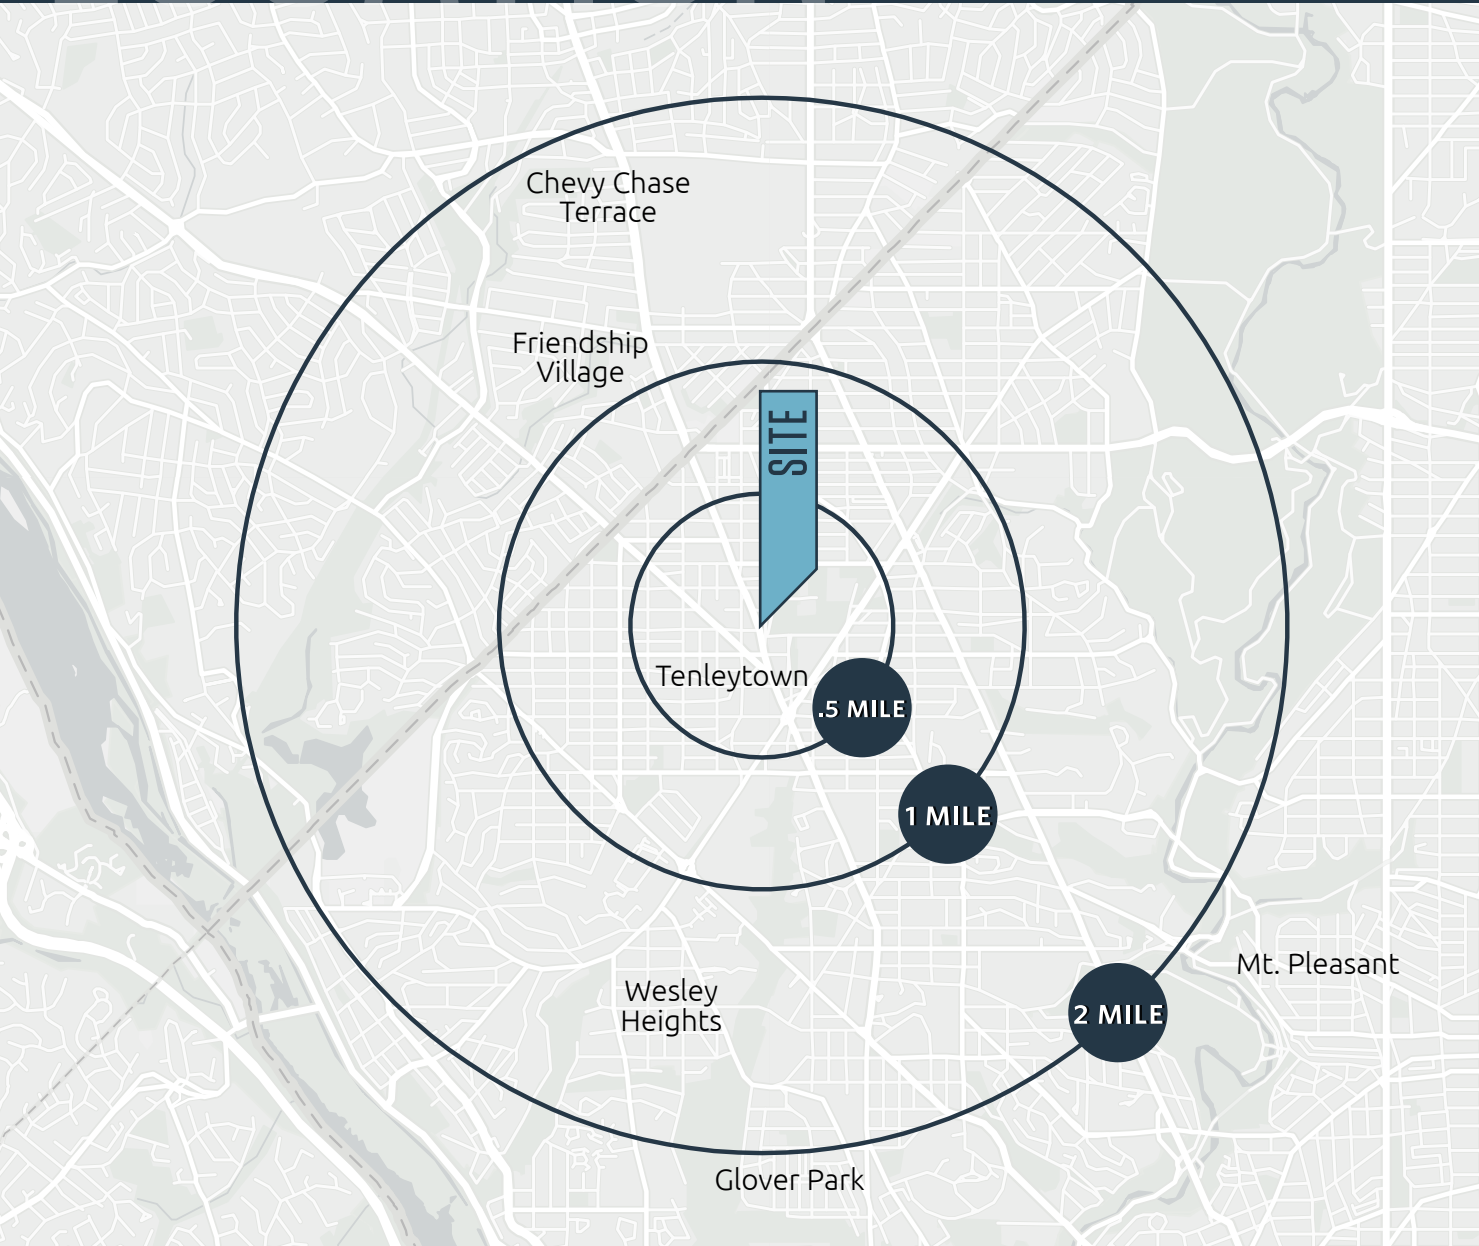 Chevy Chase
Terrace
Friendship
Village
SITE
Tenleytown
.5 MILE
1 MILE
Mt. Pleasant
Wesley
Heights
2 MILE
Glover Park